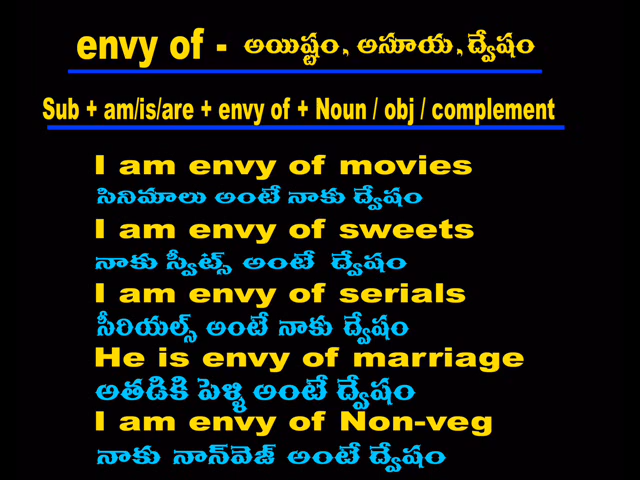 envy of - అయిష్టం, అసూయ, ద్వేషం
Sub + am/is/are + envy of + Noun / obj / complement
I am envy of movies
సినిమాలు అంటే నాకు ద్వేషం
I am envy of sweets
నాకు స్వీట్స్ అంటే ద్వేషం
I am envy of serials
సీరియల్స్ అంటే నాకు ద్వేషం
He is envy of marriage
అతడికి పెళ్ళి అంటే ద్వేషం
I am envy of Non-veg
నాకు నాన్‌వెజ్ అంటే ద్వేషం